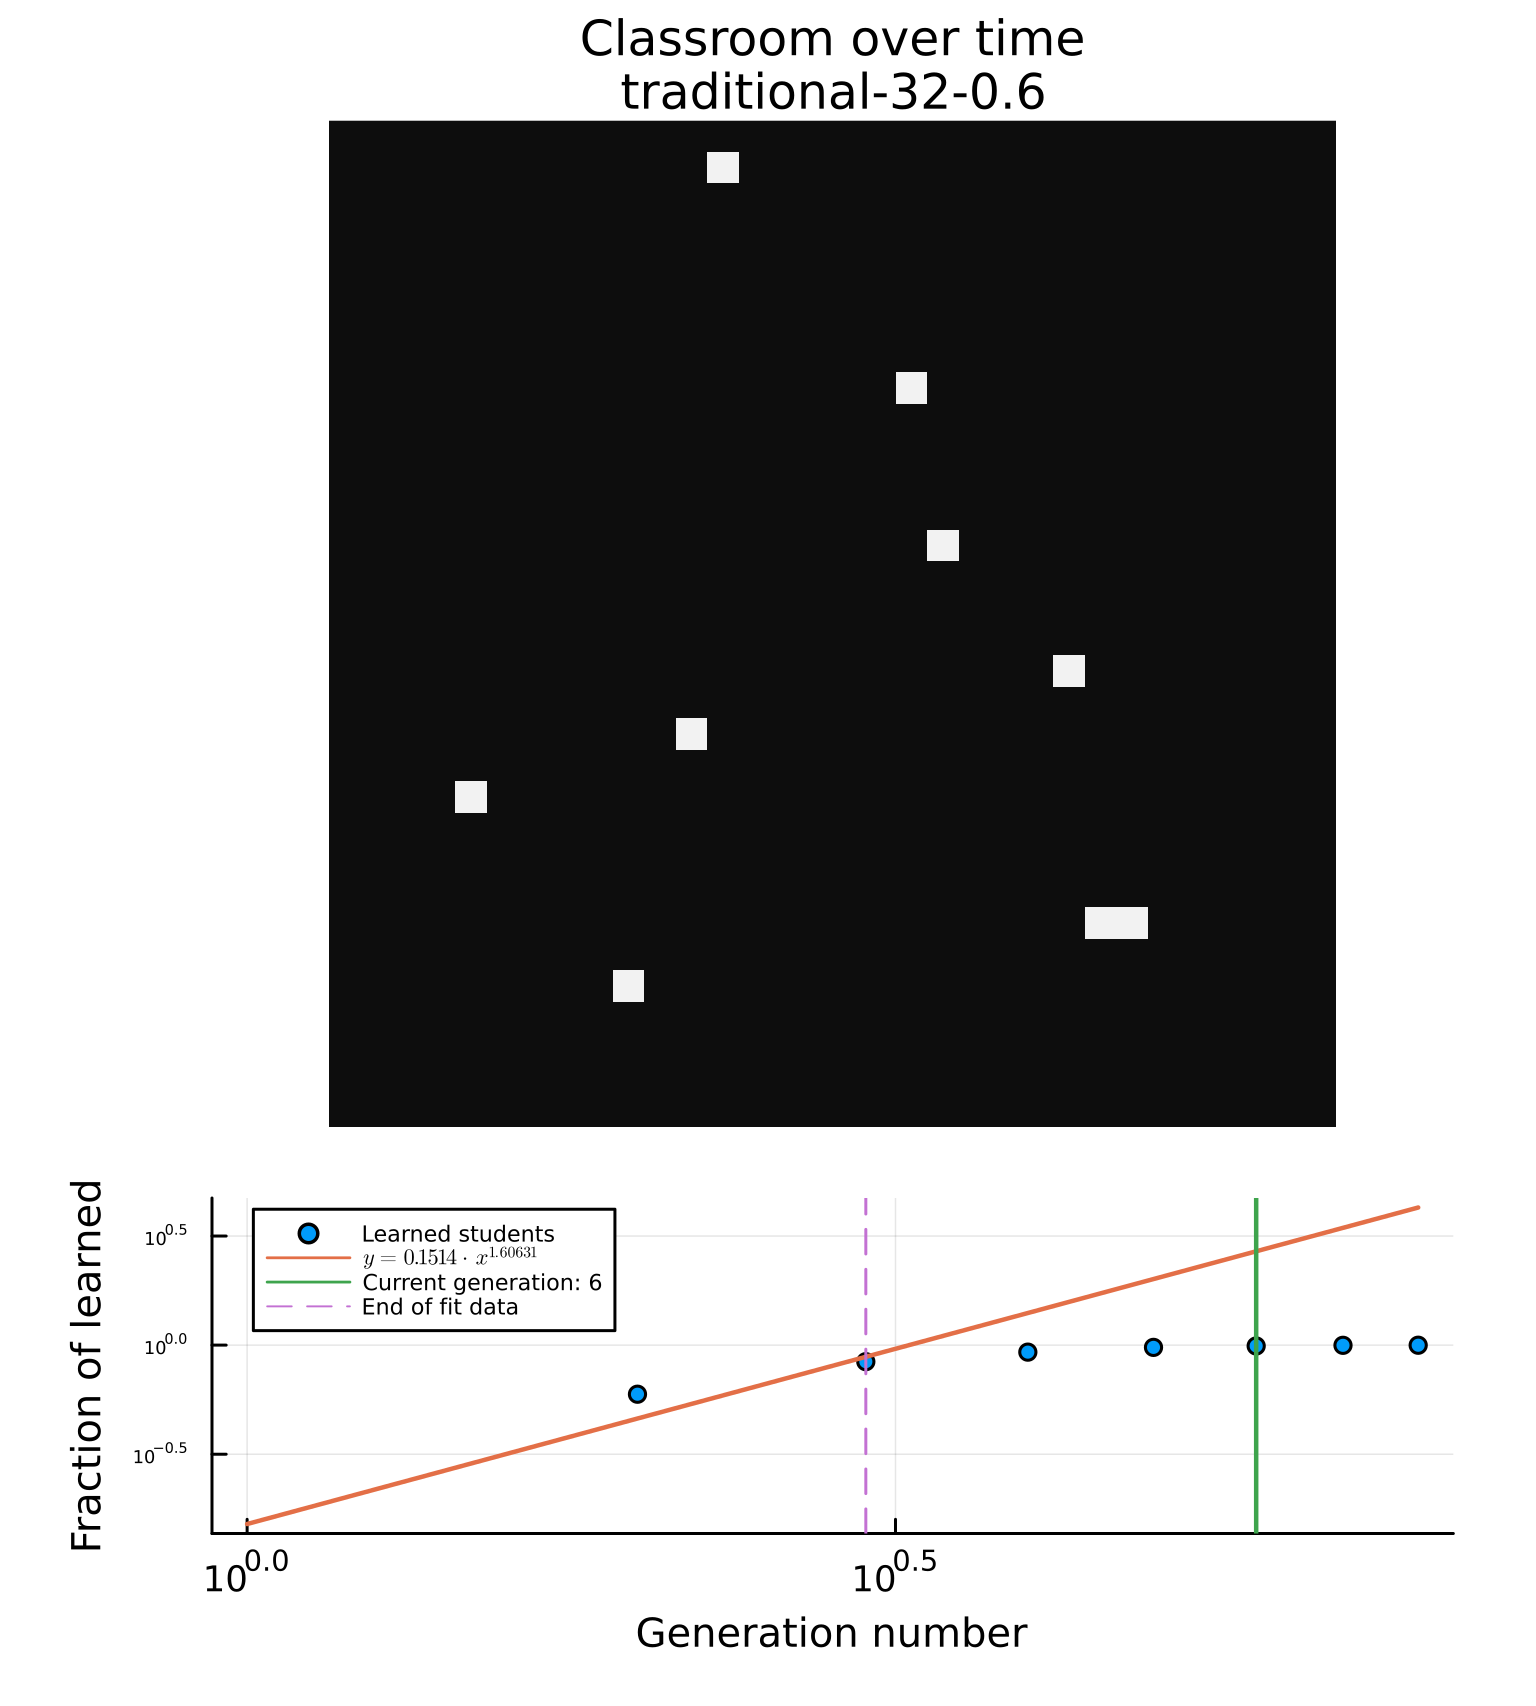 Classroom over time
traditional-32-0.6
Fraction of learned
10^0.5
10^0.0
10^−0.5
Learned students
y = 0.1514 · x^1.60631
Current generation: 6
End of fit data
10^0.0
10^0.5
Generation number